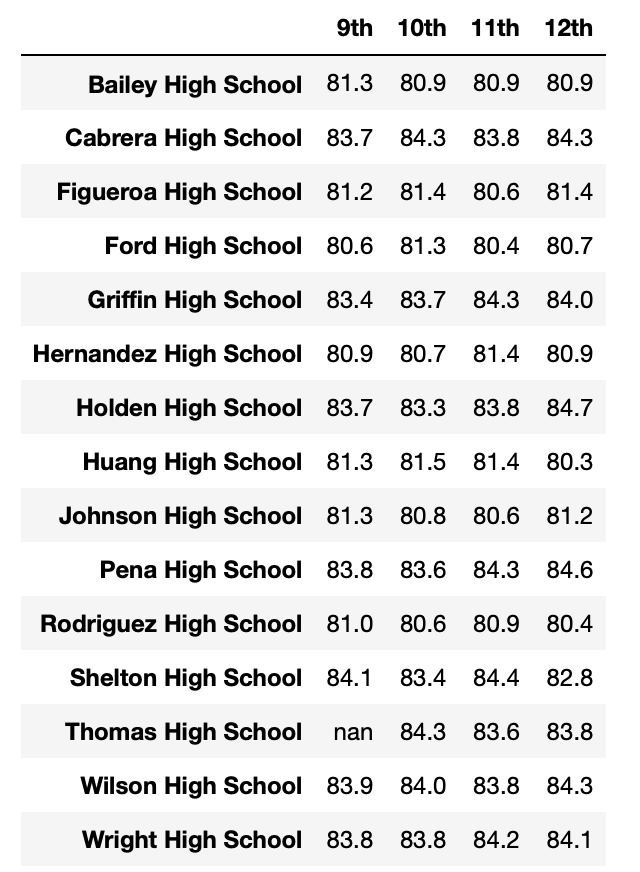 9th 10th 11th 12th
Bailey High School 81.3 80.9 80.9 80.9
Cabrera High School 83.7 84.3 83.8 84.3
Figueroa High School 81.2 81.4 80.6 81.4
Ford High School 80.6 81.3 80.4 80.7
Griffin High School 83.4 83.7 84.3 84.0
Hernandez High School 80.9 80.7 81.4 80.9
Holden High School 83.7 83.3 83.8 84.7
Huang High School 81.3 81.5 81.4 80.3
Johnson High School 81.3 80.8 80.6 81.2
Pena High School 83.8 83.6 84.3 84.6
Rodriguez High School 81.0 80.6 80.9 80.4
Shelton High School 84.1 83.4 84.4 82.8
Thomas High School nan 84.3 83.6 83.8
Wilson High School 83.9 84.0 83.8 84.3
Wright High School 83.8 83.8 84.2 84.1